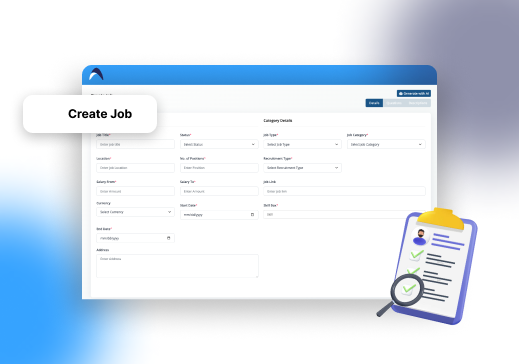 Generate with AI
Details
Create Job
Category Details
Job Title*
Status*
Job Type*
Job Category*
Enter job title
Select Status
Select Job Type
Select Job Category
Location*
No. of Positions*
Recruitment Type*
Enter job Location
Enter Position
Select Recruitment Type
Salary From*
Salary To*
Job Link
Enter Amount
Enter Amount
Enter job link
Currency
Start Date*
Skill Set*
Select Currency
mm/dd/yyyy
Skill
End Date*
mm/dd/yyyy
Address
Enter Address